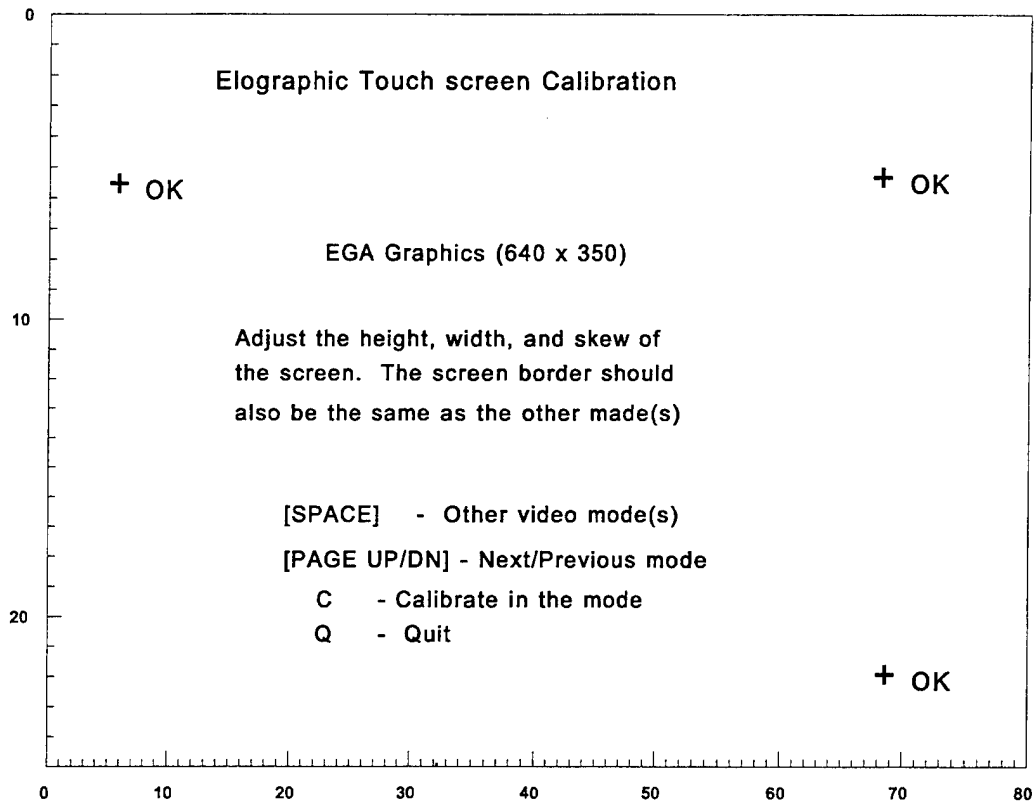 0
Elographic Touch screen Calibration
+ OK
+ OK
EGA Graphics (640 x 350)
10
Adjust the height, width, and skew of
the screen. The screen border should
also be the same as the other made(s)
[SPACE] - Other video mode(s)
[PAGE UP/DN] - Next/Previous mode
C - Calibrate in the mode
20
Q - Quit
+ OK
0 10 20 30 40 50 60 70 80